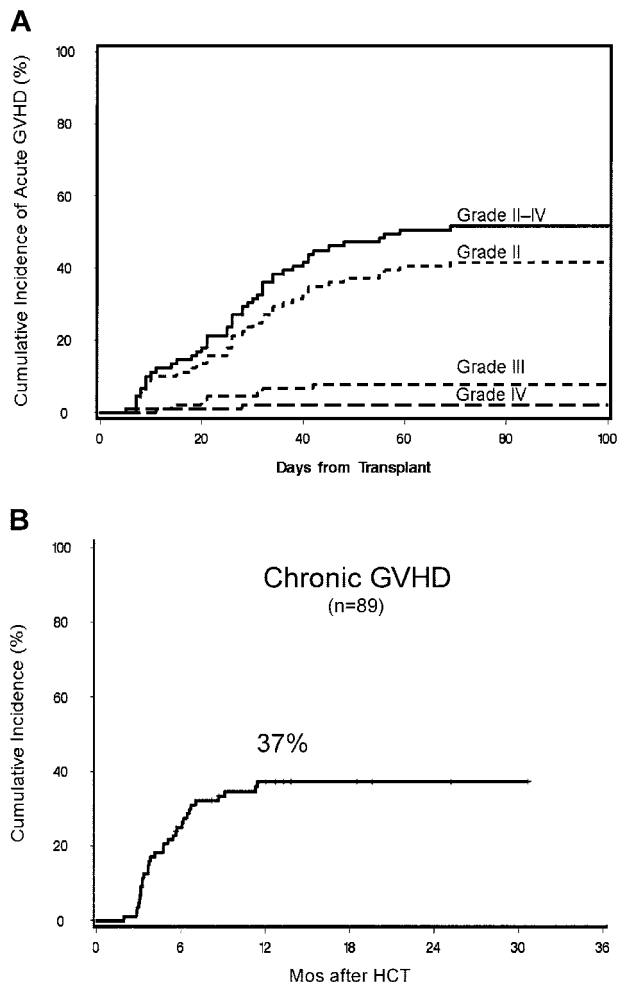 A
Cumulative Incidence of Acute GVHD (%)
100
80
60
40
20
0
Grade II–IV
Grade II
Grade III
Grade IV
0 20 40 60 80 100
Days from Transplant
B
Cumulative Incidence (%)
100
80
60
40
20
0
Chronic GVHD
(n=89)
37%
0 6 12 18 24 30 36
Mos after HCT